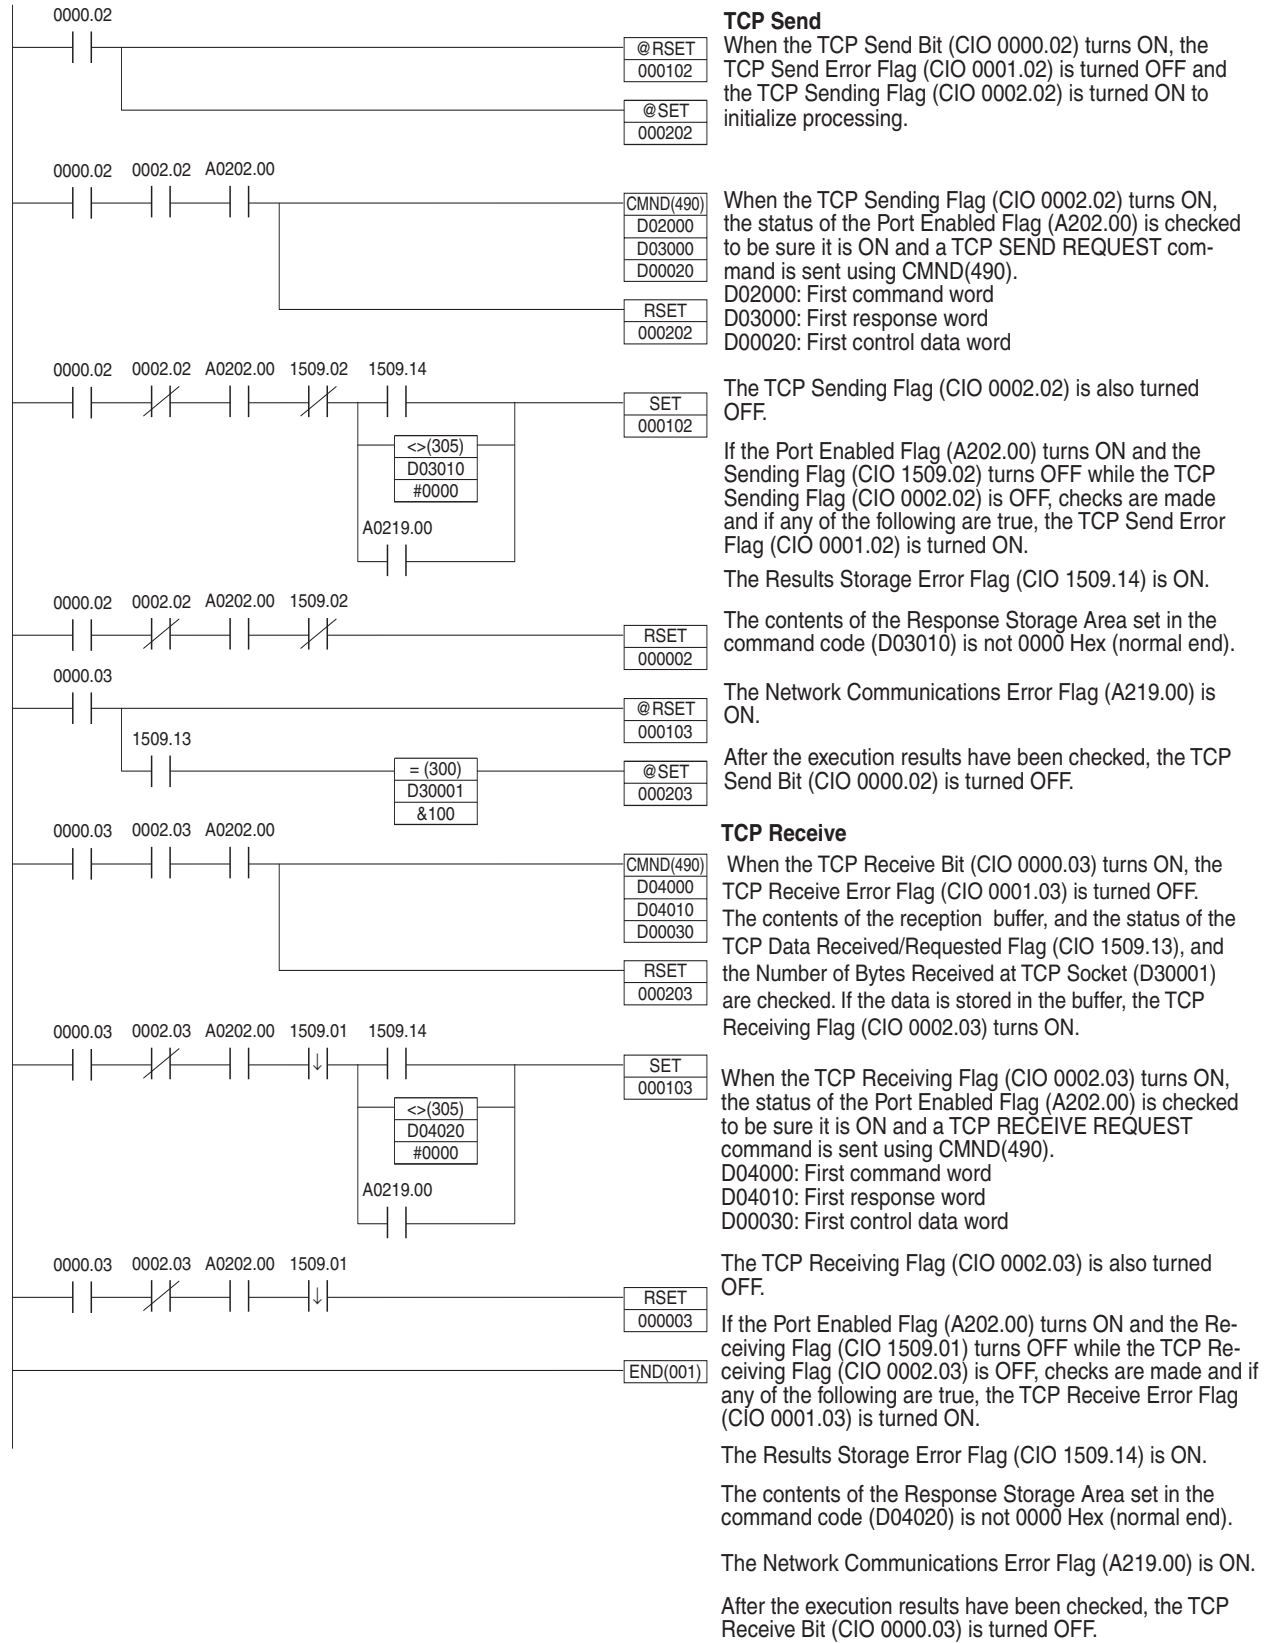 0000.02
@RSET
000102
@SET
000202
TCP Send
When the TCP Send Bit (CIO 0000.02) turns ON, the
TCP Send Error Flag (CIO 0001.02) is turned OFF and
the TCP Sending Flag (CIO 0002.02) is turned ON to
initialize processing.
0000.02 0002.02 A0202.00
CMND(490)
D02000
D03000
D00020
RSET
000202
When the TCP Sending Flag (CIO 0002.02) turns ON,
the status of the Port Enabled Flag (A202.00) is checked
to be sure it is ON and a TCP SEND REQUEST com-
mand is sent using CMND(490).
D02000: First command word
D03000: First response word
D00020: First control data word
0000.02 0002.02 A0202.00 1509.02 1509.14
SET
000102
<>(305)
D03010
#0000
A0219.00
The TCP Sending Flag (CIO 0002.02) is also turned
OFF.
If the Port Enabled Flag (A202.00) turns ON and the
Sending Flag (CIO 1509.02) turns OFF while the TCP
Sending Flag (CIO 0002.02) is OFF, checks are made
and if any of the following are true, the TCP Send Error
Flag (CIO 0001.02) is turned ON.
The Results Storage Error Flag (CIO 1509.14) is ON.
0000.02 0002.02 A0202.00 1509.02
RSET
000002
The contents of the Response Storage Area set in the
command code (D03010) is not 0000 Hex (normal end).
0000.03
@RSET
000103
1509.13
= (300)
D30001
&100
@SET
000203
The Network Communications Error Flag (A219.00) is
ON.
After the execution results have been checked, the TCP
Send Bit (CIO 0000.02) is turned OFF.
0000.03 0002.03 A0202.00
CMND(490)
D04000
D04010
D00030
RSET
000203
TCP Receive
When the TCP Receive Bit (CIO 0000.03) turns ON, the
TCP Receive Error Flag (CIO 0001.03) is turned OFF.
The contents of the reception buffer, and the status of the
TCP Data Received/Requested Flag (CIO 1509.13), and
the Number of Bytes Received at TCP Socket (D30001)
are checked. If the data is stored in the buffer, the TCP
Receiving Flag (CIO 0002.03) turns ON.
0000.03 0002.03 A0202.00 1509.01 1509.14
SET
000103
<>(305)
D04020
#0000
A0219.00
When the TCP Receiving Flag (CIO 0002.03) turns ON,
the status of the Port Enabled Flag (A202.00) is checked
to be sure it is ON and a TCP RECEIVE REQUEST
command is sent using CMND(490).
D04000: First command word
D04010: First response word
D00030: First control data word
0000.03 0002.03 A0202.00 1509.01
RSET
000003
END(001)
The TCP Receiving Flag (CIO 0002.03) is also turned
OFF.
If the Port Enabled Flag (A202.00) turns ON and the Re-
ceiving Flag (CIO 1509.01) turns OFF while the TCP Re-
ceiving Flag (CIO 0002.03) is OFF, checks are made and if
any of the following are true, the TCP Receive Error Flag
(CIO 0001.03) is turned ON.
The Results Storage Error Flag (CIO 1509.14) is ON.
The contents of the Response Storage Area set in the
command code (D04020) is not 0000 Hex (normal end).
The Network Communications Error Flag (A219.00) is ON.
After the execution results have been checked, the TCP
Receive Bit (CIO 0000.03) is turned OFF.